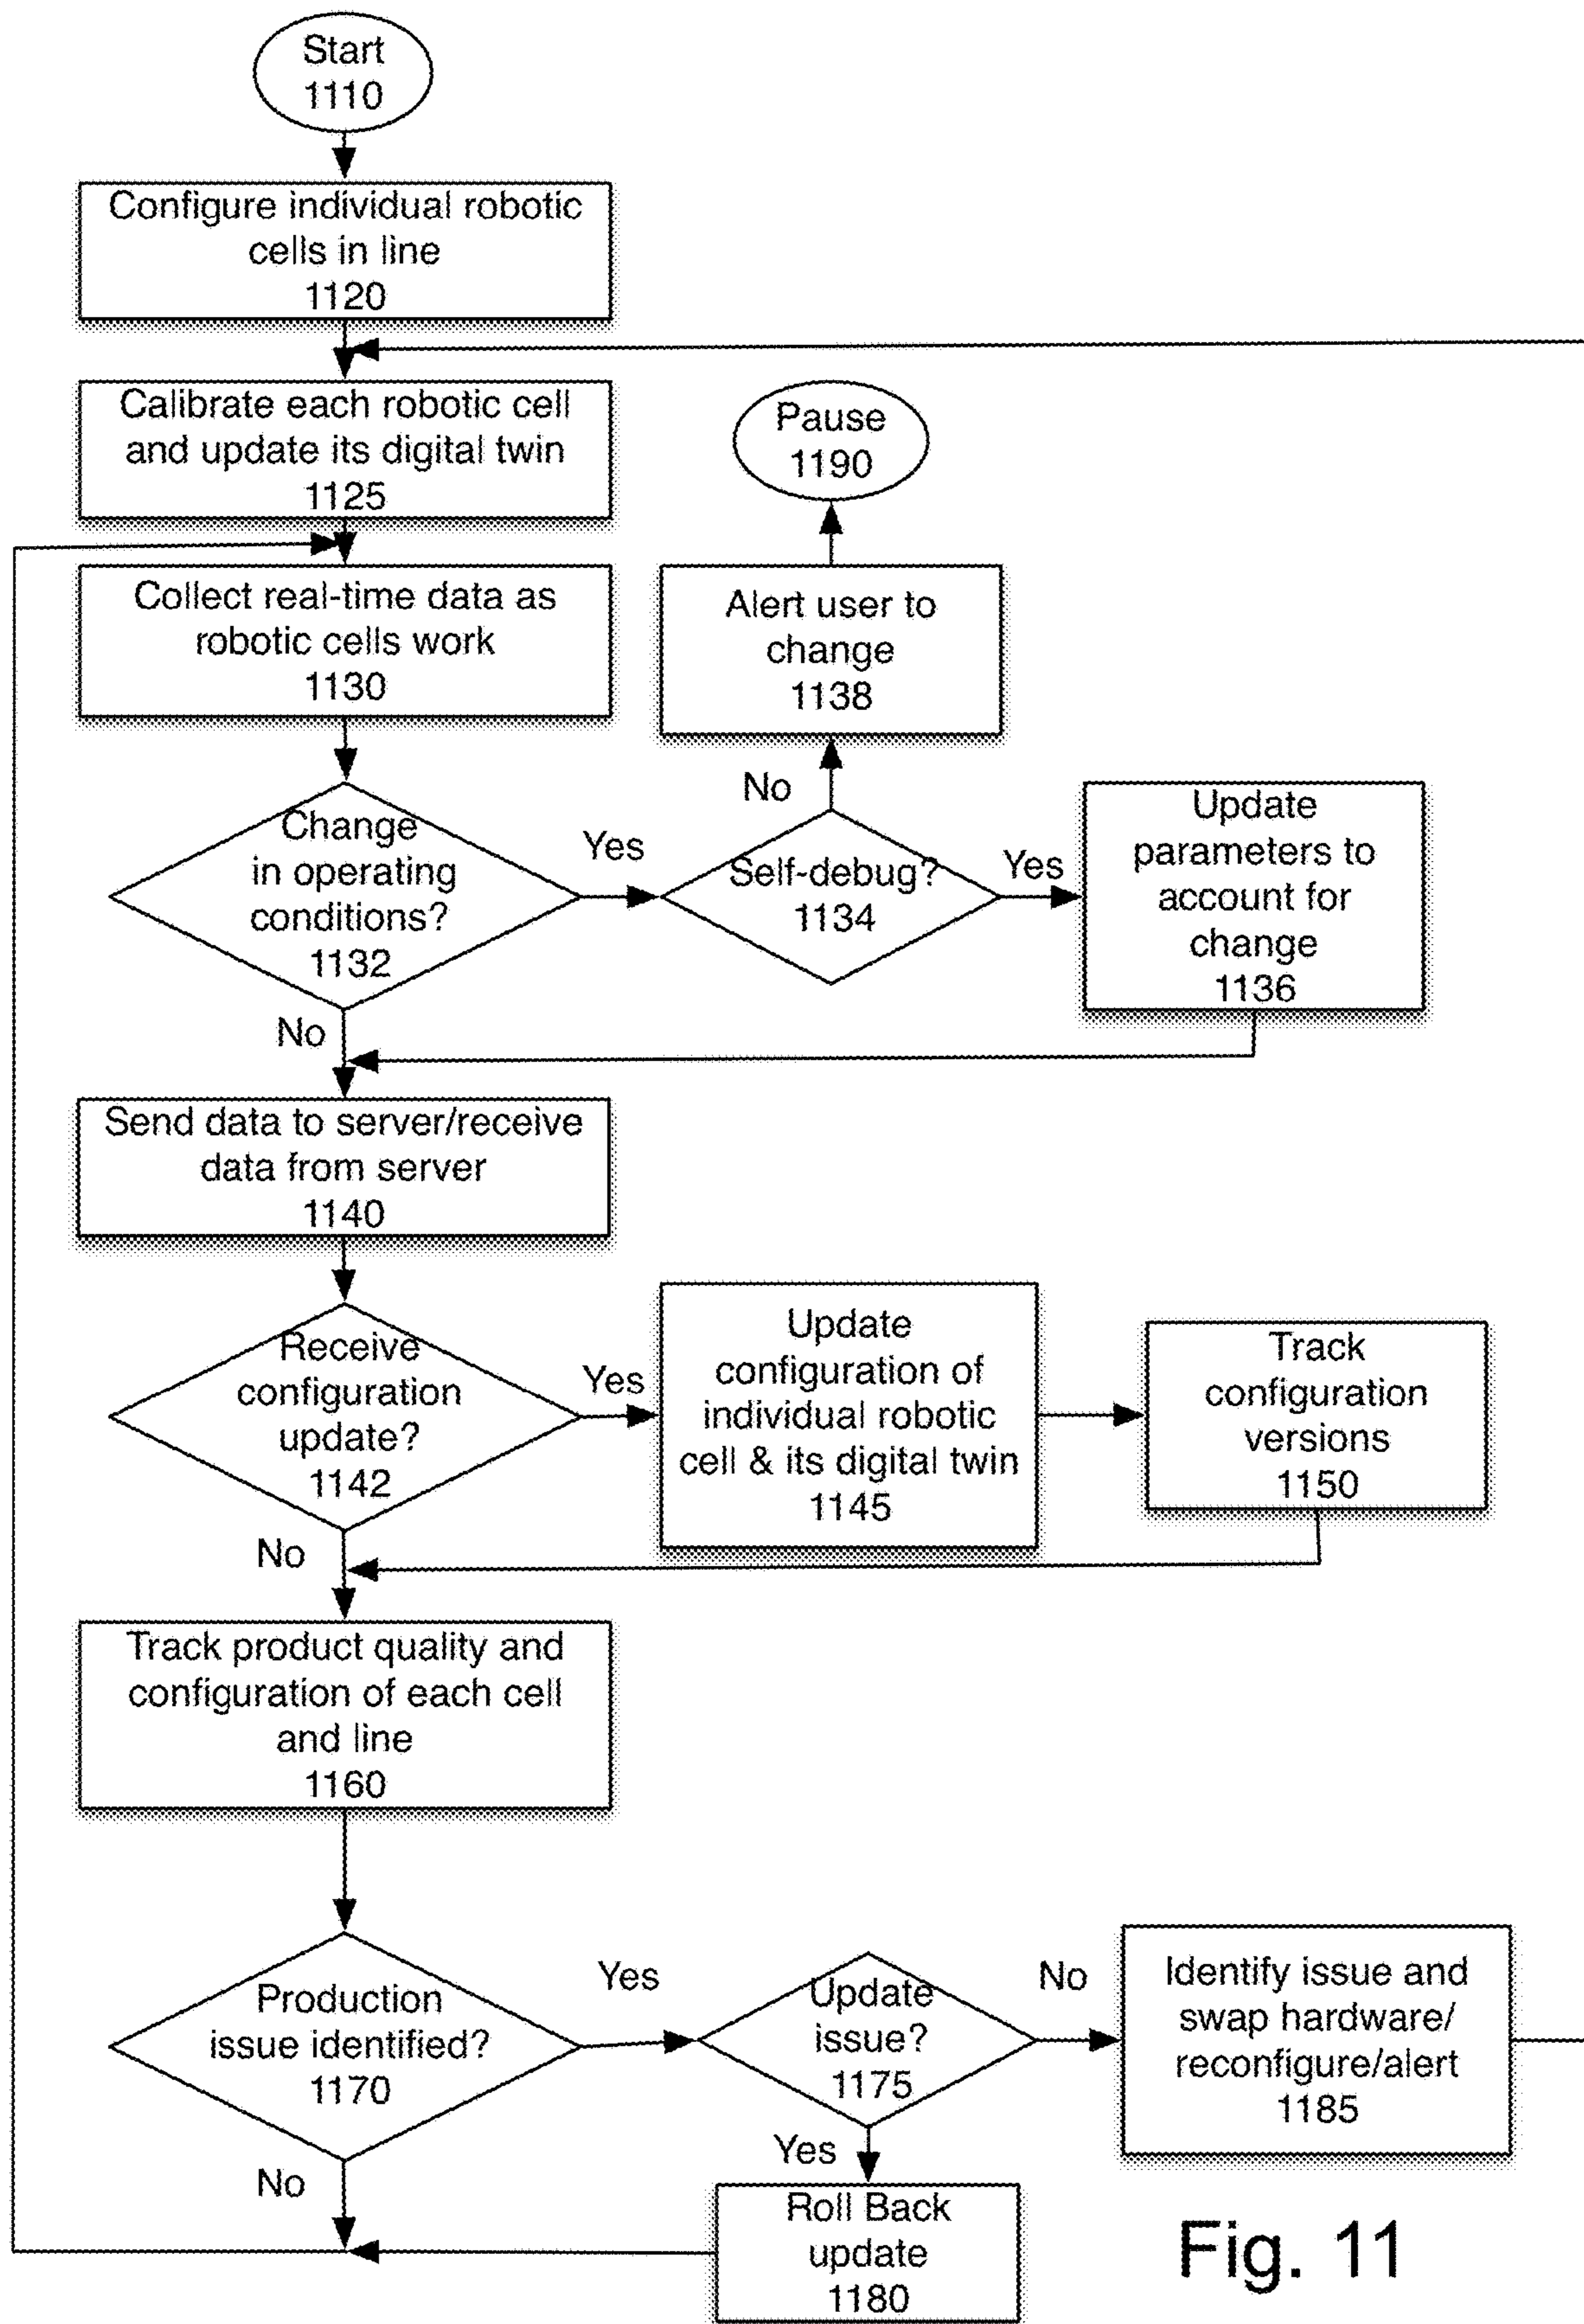 Start
1110
Configure individual robotic
cells in line
1120
Calibrate each robotic cell
and update its digital twin
1125
Pause
1190
Collect real-time data as
robotic cells work
1130
Alert user to
change
1138
No
Change
in operating
conditions?
1132
Yes
Self-debug?
1134
Yes
Update
parameters to
account for
change
1136
No
Send data to server/receive
data from server
1140
Receive
configuration
update?
1142
Yes
Update
configuration of
individual robotic
cell & its digital twin
1145
Track
configuration
versions
1150
No
Track product quality and
configuration of each cell
and line
1160
Production
issue identified?
1170
Yes
Update
issue?
1175
No
Identify issue and
swap hardware/
reconfigure/alert
1185
Yes
No
Roll Back
update
1180
Fig. 11